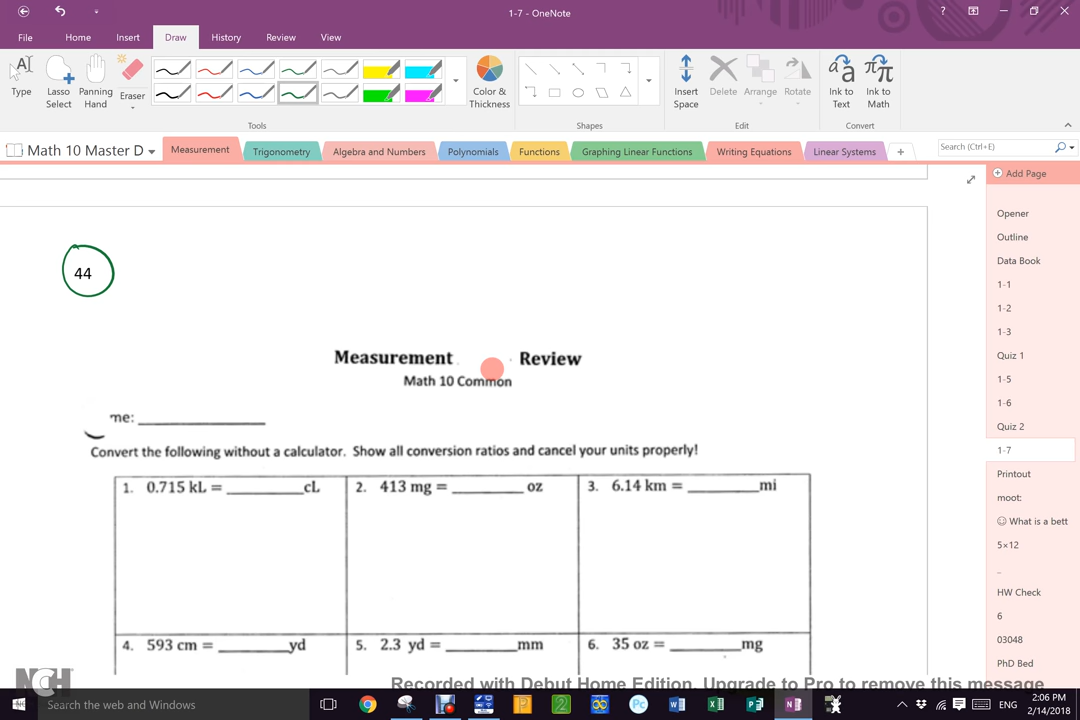 1-7 - OneNote
?
File Home Insert Draw History Review View
Type
Lasso Select
Panning Hand
Eraser
Color & Thickness
Insert Space
Delete
Arrange
Rotate
Ink to Text
Ink to Math
Tools
Shapes
Edit
Convert
Math 10 Master D
Measurement Trigonometry Algebra and Numbers Polynomials Functions Graphing Linear Functions Writing Equations Linear Systems +
Search (Ctrl+E)
Add Page
Opener
Outline
Data Book
1-1
1-2
1-3
Quiz 1
1-5
1-6
Quiz 2
1-7
Printout
moot:
☺ What is a bett
5×12
..
HW Check
6
03048
PhD Bed
44
Measurement Review
Math 10 Common
me: ____________
Convert the following without a calculator. Show all conversion ratios and cancel your units properly!
1. 0.715 kL = ________cL
2. 413 mg = ________ oz
3. 6.14 km = ________mi
4. 593 cm = ________yd
5. 2.3 yd = ________mm
6. 35 oz = ________mg
NCH
Recorded with Debut Home Edition. Upgrade to Pro to remove this message
Search the web and Windows
ENG
2:06 PM
2/14/2018